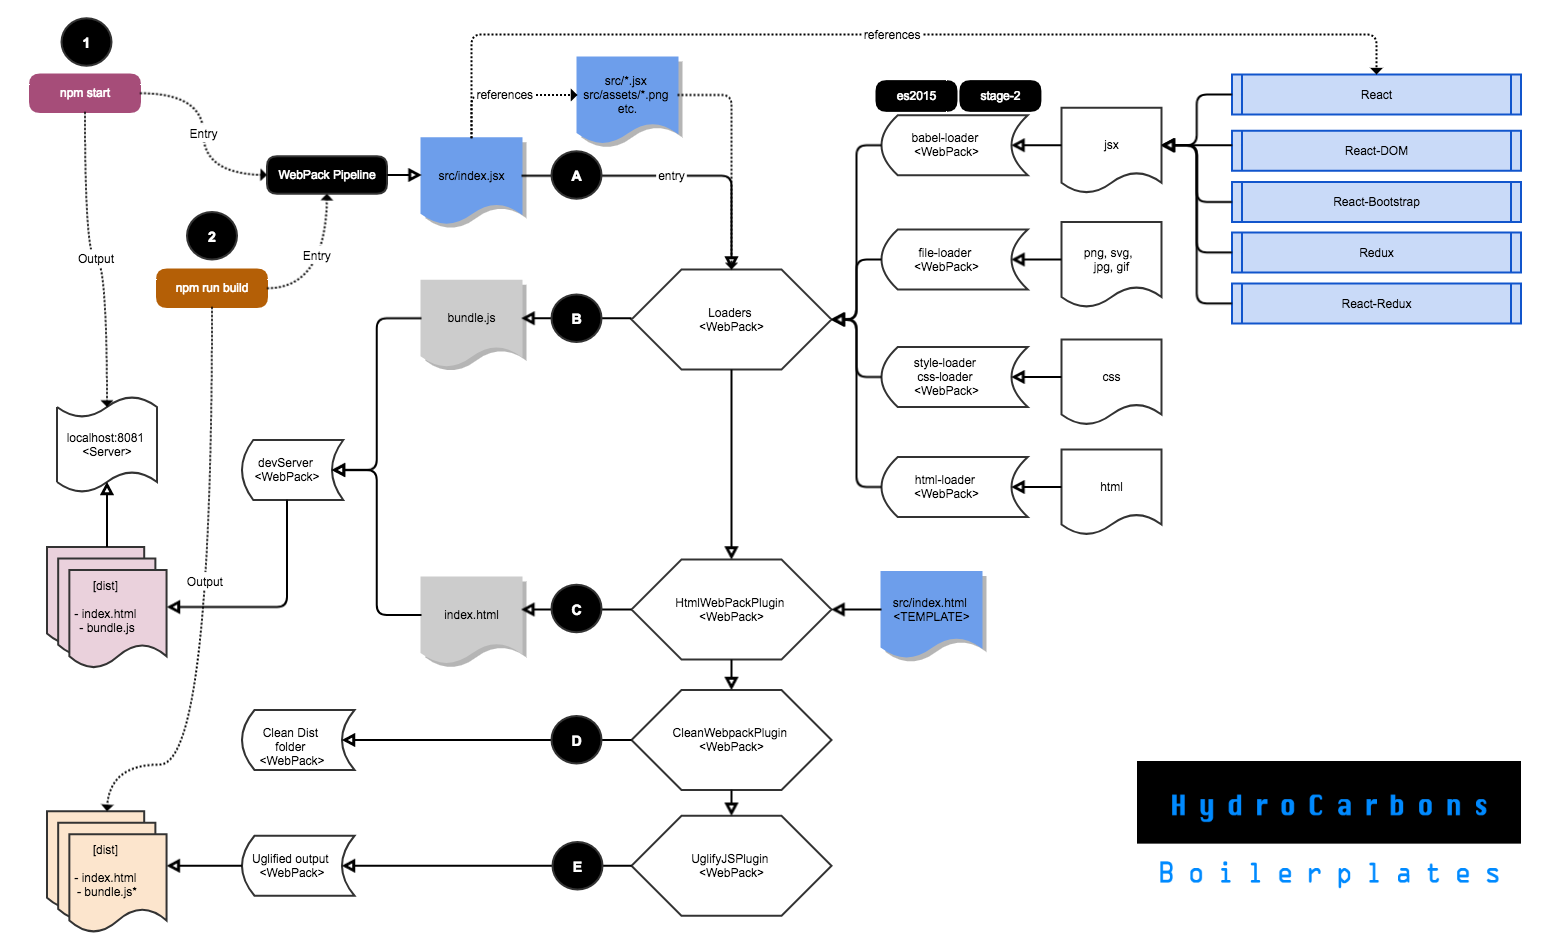 1
npm start
Entry
Output
2
npm run build
Entry
WebPack Pipeline
src/index.jsx
references
references
src/*.jsx
src/assets/*.png
etc.
A
entry
es2015
stage-2
babel-loader
<WebPack>
jsx
React
React-DOM
React-Bootstrap
Redux
React-Redux
file-loader
<WebPack>
png, svg,
jpg, gif
bundle.js
B
Loaders
<WebPack>
style-loader
css-loader
<WebPack>
css
localhost:8081
<Server>
devServer
<WebPack>
html-loader
<WebPack>
html
[dist]
- index.html
- bundle.js
Output
index.html
C
HtmlWebPackPlugin
<WebPack>
src/index.html
<TEMPLATE>
Clean Dist
folder
<WebPack>
D
CleanWebpackPlugin
<WebPack>
[dist]
- index.html
- bundle.js*
Uglified output
<WebPack>
E
UglifyJSPlugin
<WebPack>
HydroCarbons
Boilerplates